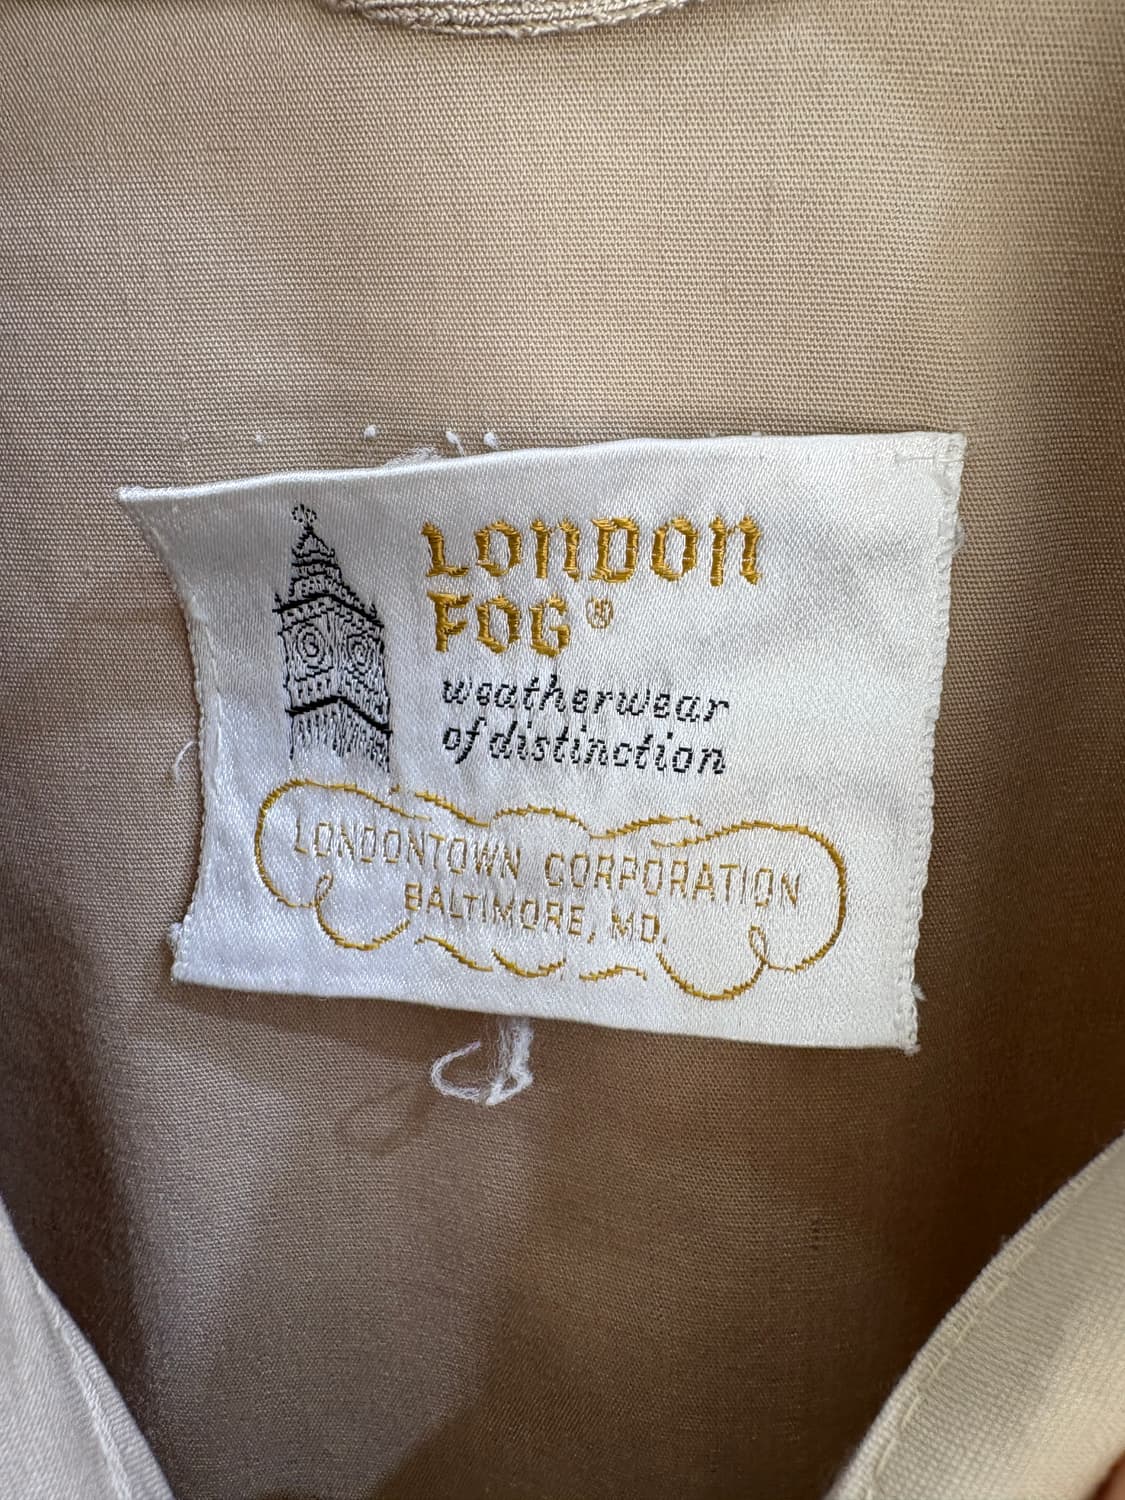 LONDON
FOG®
weatherwear
of distinction
LONDONTOWN CORPORATION
BALTIMORE, MD.